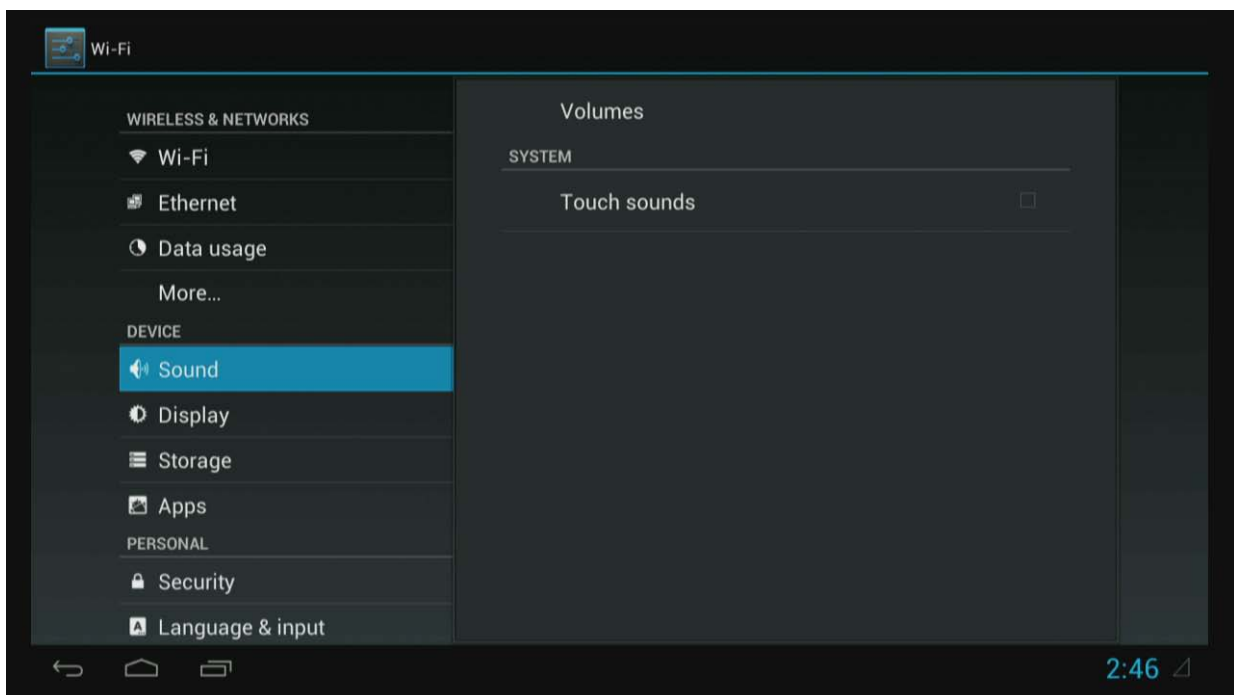 Wi-Fi
WIRELESS & NETWORKS
Wi-Fi
Ethernet
Data usage
More...
DEVICE
Sound
Display
Storage
Apps
PERSONAL
Security
Language & input
Volumes
SYSTEM
Touch sounds
2:46